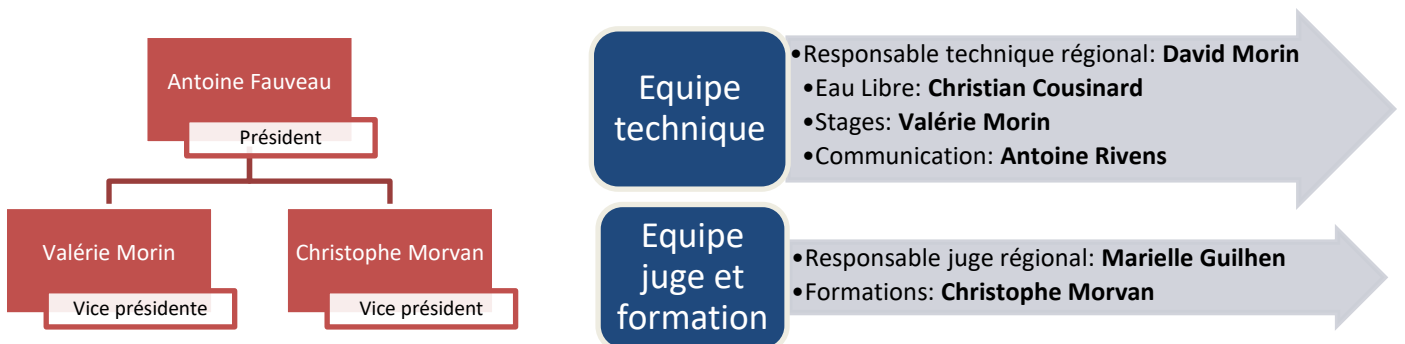 Antoine Fauveau
Président
Valérie Morin
Vice présidente
Christophe Morvan
Vice président
Equipe
technique
•Responsable technique régional: David Morin
•Eau Libre: Christian Cousinard
•Stages: Valérie Morin
•Communication: Antoine Rivens
Equipe
juge et
formation
•Responsable juge régional: Marielle Guilhen
•Formations: Christophe Morvan